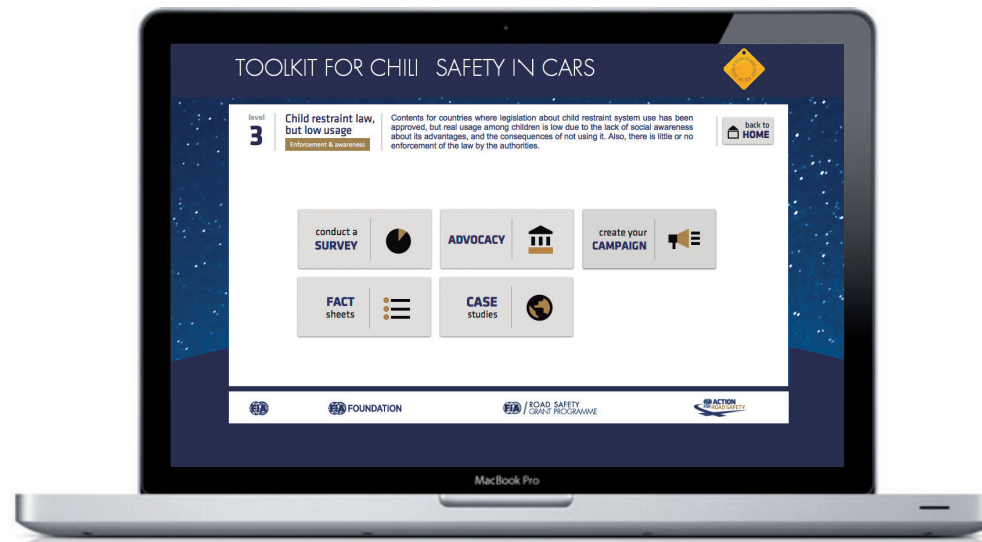 TOOLKIT FOR CHILI SAFETY IN CARS
level
3
Child restraint law,
but low usage
Enforcement & awareness
Contents for countries where legislation about child restraint system use has been
approved, but real usage among children is low due to the lack of social awareness
about its advantages, and the consequences of not using it. Also, there is little or no
enforcement of the law by the authorities.
back to
HOME
conduct a
SURVEY
ADVOCACY
create your
CAMPAIGN
FACT
sheets
CASE
studies
FIA
FIA FOUNDATION
FIA / ROAD SAFETY
GRANT PROGRAMME
FIA ACTION
FOR ROAD SAFETY
MacBook Pro